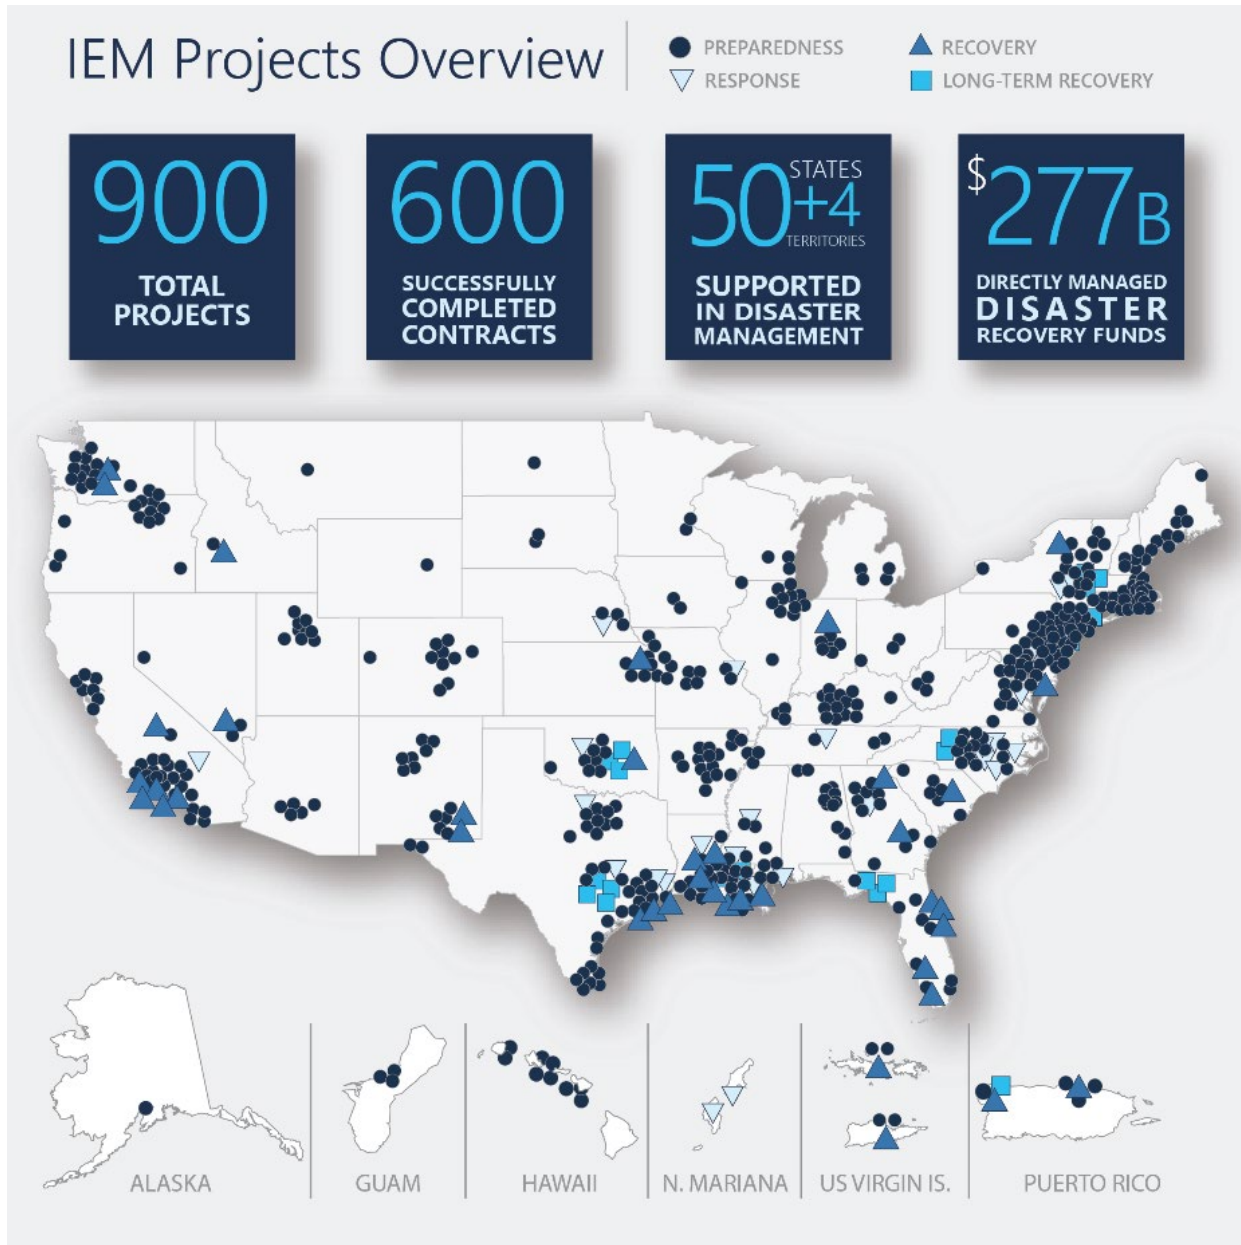 IEM Projects Overview
PREPAREDNESS
RECOVERY
RESPONSE
LONG-TERM RECOVERY
900
TOTAL
PROJECTS
600
SUCCESSFULLY
COMPLETED
CONTRACTS
50 STATES
+4
TERRITORIES
SUPPORTED
IN DISASTER
MANAGEMENT
$277B
DIRECTLY MANAGED
DISASTER
RECOVERY FUNDS
ALASKA
GUAM
HAWAII
N. MARIANA
US VIRGIN IS.
PUERTO RICO